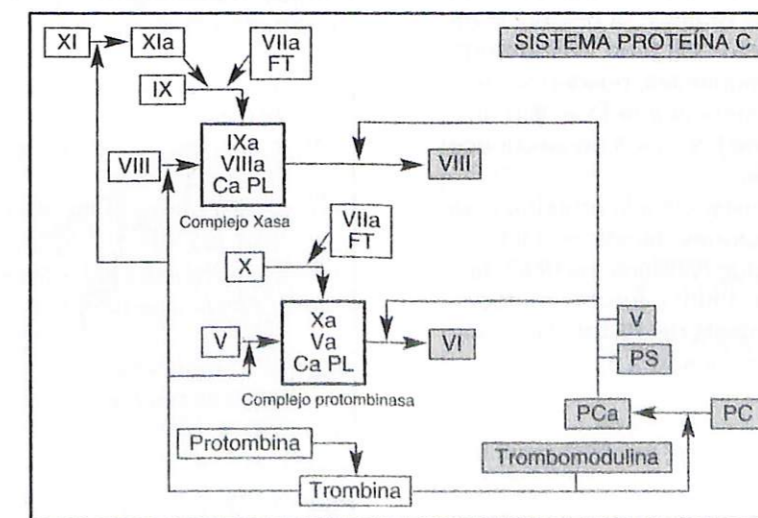 XI
XIa
VIIa
FT
SISTEMA PROTEÍNA C
IX
VIII
IXa
VIIIa
Ca PL
VIII
Complejo Xasa
VIIa
FT
X
V
Xa
Va
Ca PL
VI
V
PS
Complejo protombinasa
PCa
PC
Protombina
Trombomodulina
Trombina